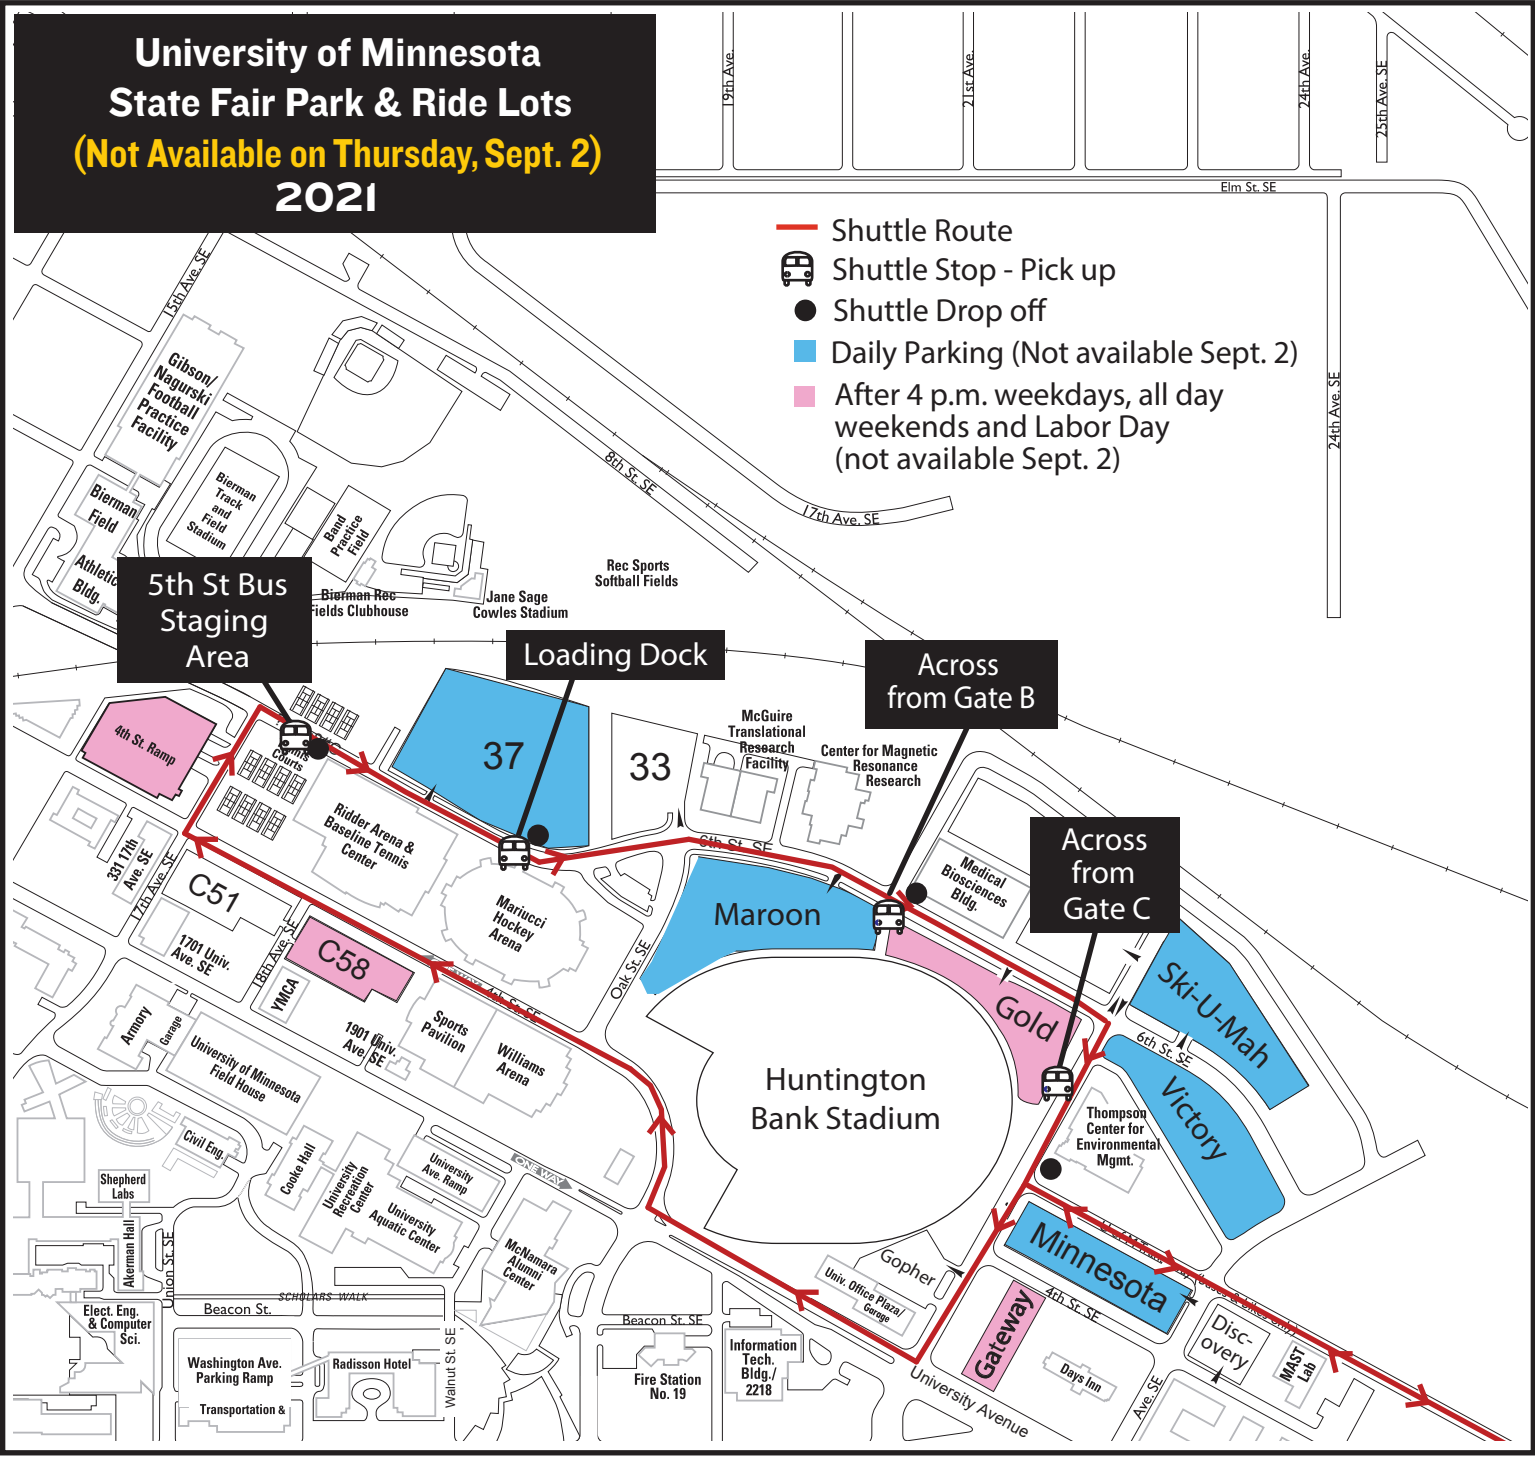 University of Minnesota
State Fair Park & Ride Lots
(Not Available on Thursday, Sept. 2)
2021
19th Ave.
21st Ave.
24th Ave.
25th Ave. SE
Elm St. SE
Shuttle Route
Shuttle Stop - Pick up
Shuttle Drop off
Daily Parking (Not available Sept. 2)
After 4 p.m. weekdays, all day
weekends and Labor Day
(not available Sept. 2)
15th Ave. SE
24th Ave. SE
Gibson/
Nagurski
Football
Practice
Facility
Bierman
Field
Athletic
Bldg.
Bierman
Track
and
Field
Stadium
Band
Practice
Field
8th St. SE
17th Ave. SE
Rec Sports
Softball Fields
Bierman Rec
Fields Clubhouse
Jane Sage
Cowles Stadium
5th St Bus
Staging
Area
Loading Dock
Across
from Gate B
4th St. Ramp
Courts
37
33
McGuire
Translational
Research
Facility
Center for Magnetic
Resonance
Research
Ridder Arena &
Baseline Tennis
Center
6th St. SE
Across
from
Gate C
Medical
Biosciences
Bldg.
331 17th
Ave. SE
17th Ave. SE
C51
Mariucci
Hockey
Arena
Maroon
1701 Univ.
Ave. SE
18th Ave. SE
C58
YMCA
4th St. SE
Oak St. SE
Gold
Ski-U-Mah
6th St. SE
Victory
Armory
Garage
University of Minnesota
Field House
1901 Univ.
Ave. SE
Sports
Pavilion
Williams
Arena
Huntington
Bank Stadium
Thompson
Center for
Environmental
Mgmt.
Civil Eng.
Cooke Hall
University
Recreation
Center
University
Ave. Ramp
University
Aquatic Center
ONE WAY
Shepherd
Labs
Akerman Hall
Union St. SE
McNamara
Alumni
Center
Gopher
Univ. Office Plaza/
Garage
Minnesota
Gateway
4th St. SE
Disc-
overy
MAST
Lab
Days Inn
Elect. Eng.
& Computer
Sci.
SCHOLARS WALK
Beacon St.
Beacon St. SE
Washington Ave.
Parking Ramp
Radisson Hotel
Walnut St. SE
Transportation &
Fire Station
No. 19
Information
Tech.
Bldg./
2218
University Avenue
Ave. SE